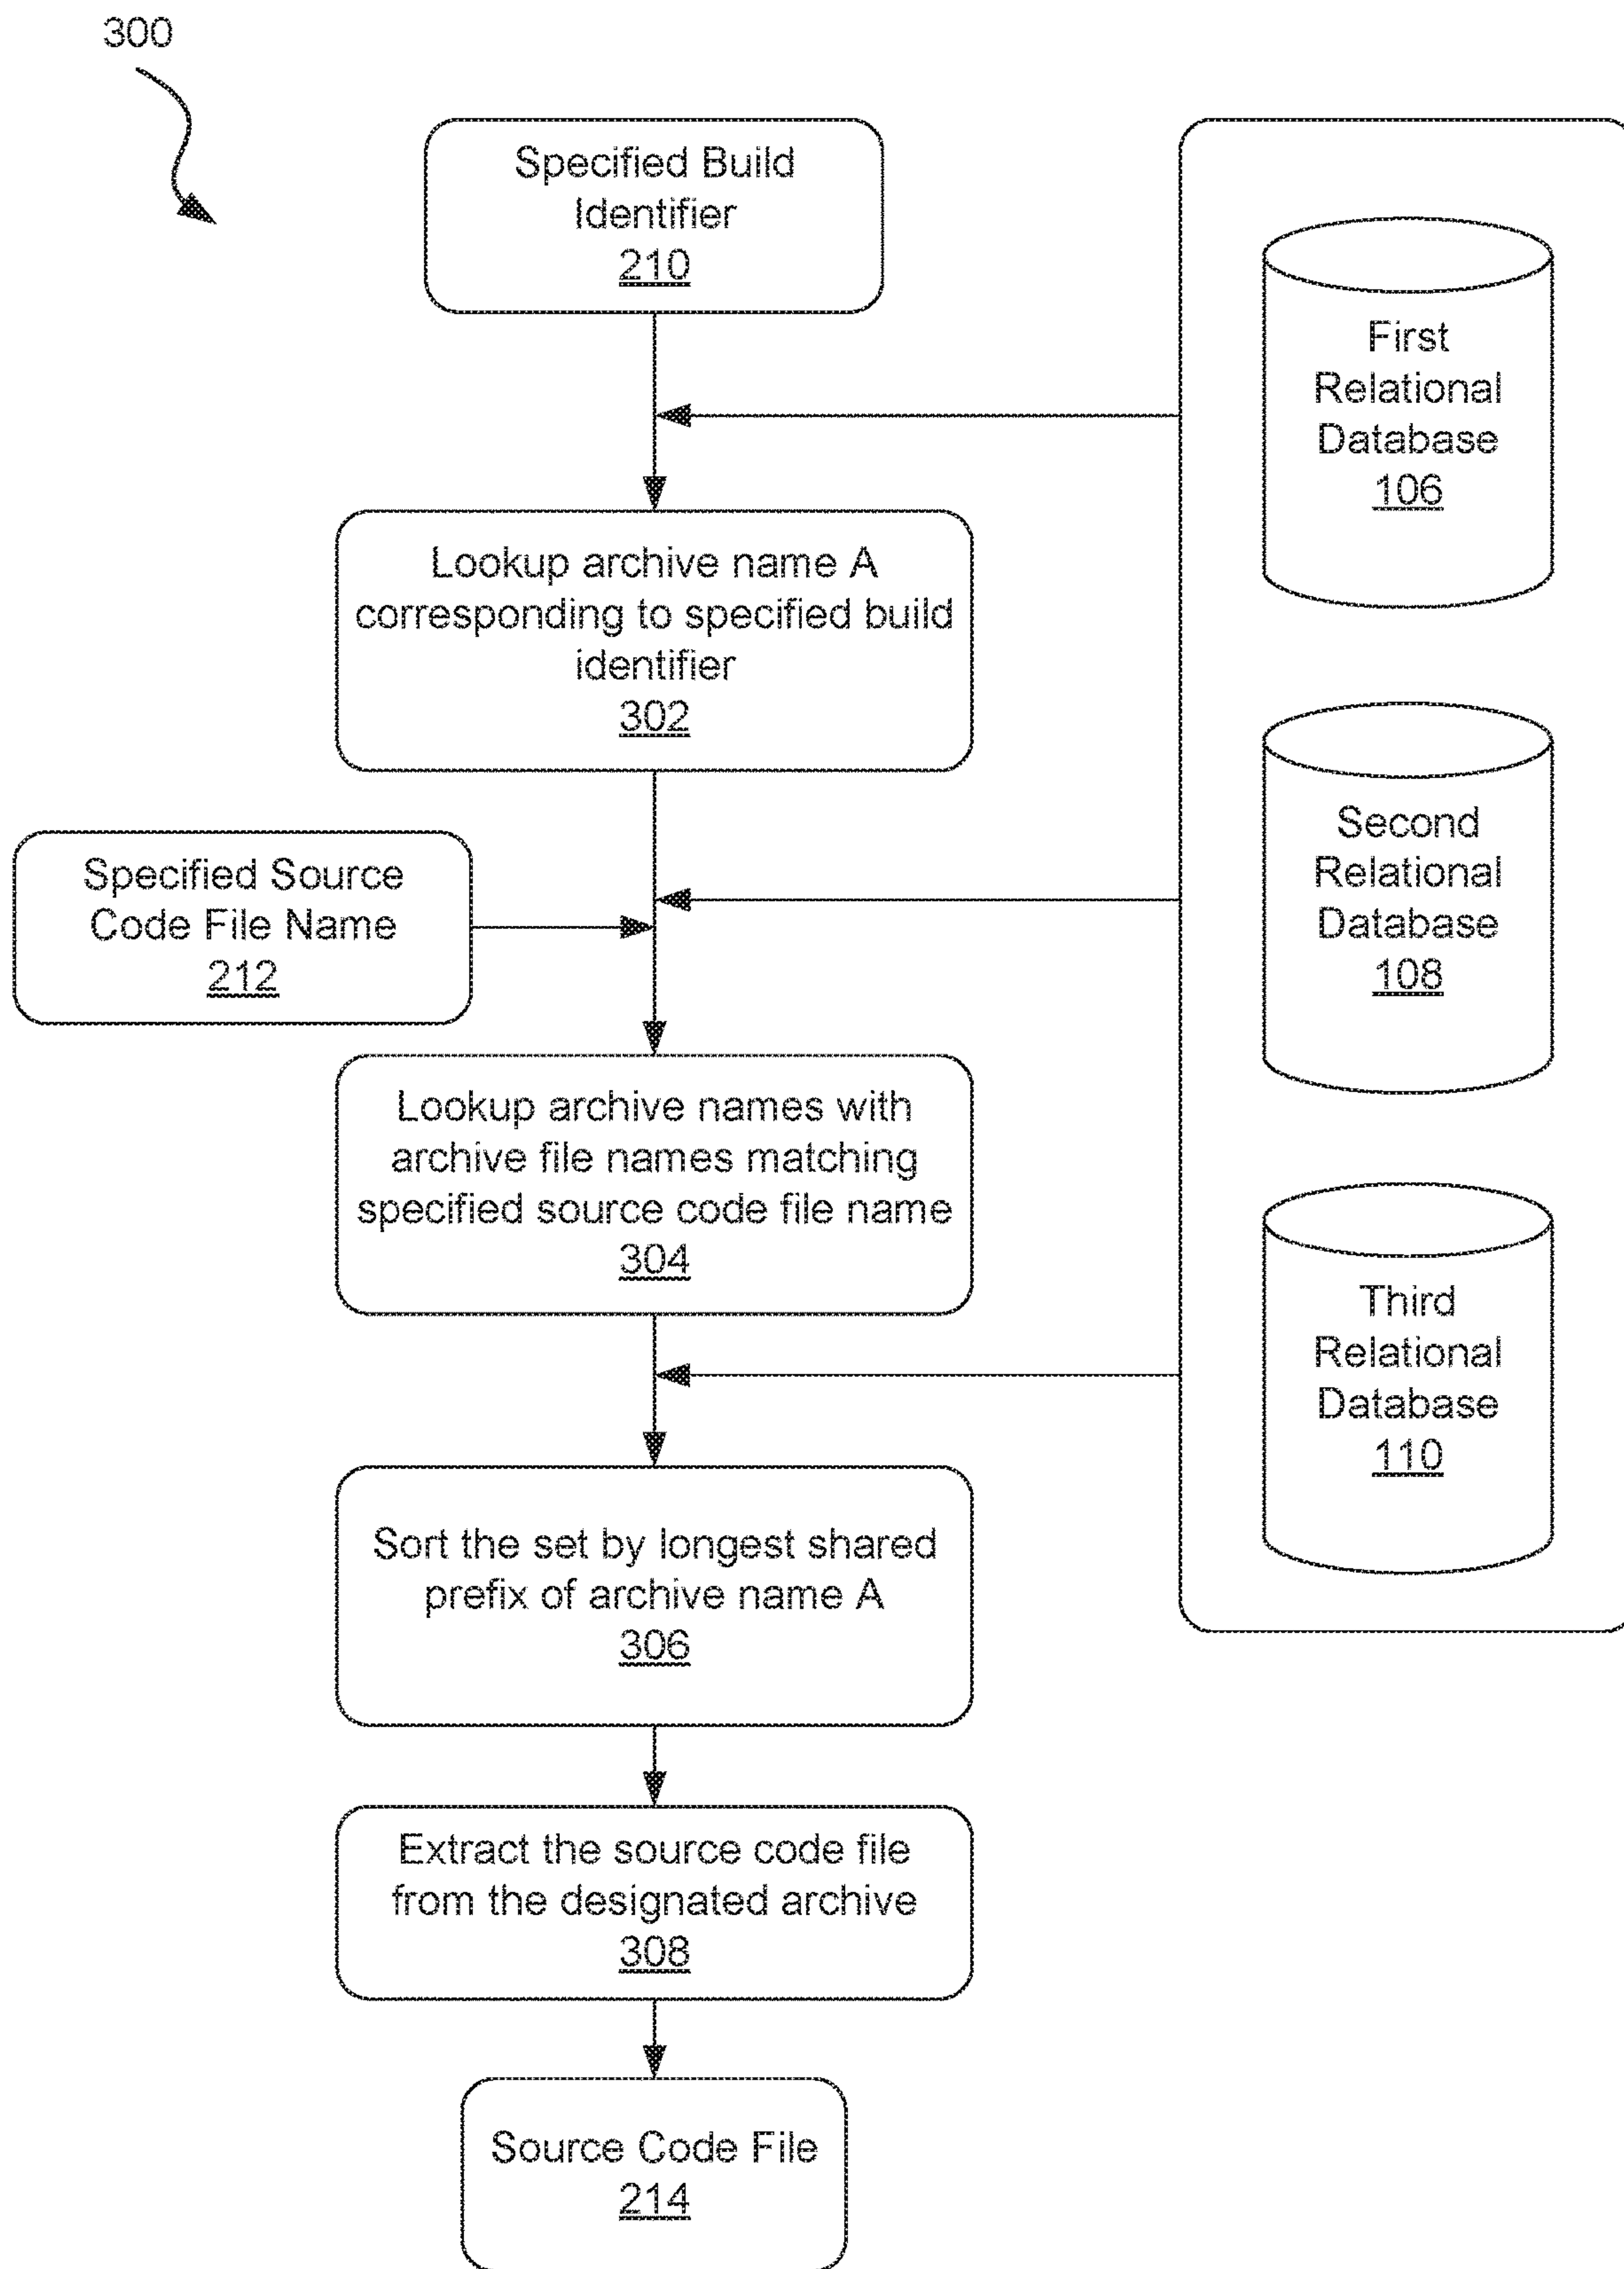 300
Specified Build
Identifier
210
First
Relational
Database
106
Lookup archive name A
corresponding to specified build
identifier
302
Specified Source
Code File Name
212
Second
Relational
Database
108
Lookup archive names with
archive file names matching
specified source code file name
304
Third
Relational
Database
110
Sort the set by longest shared
prefix of archive name A
306
Extract the source code file
from the designated archive
308
Source Code File
214